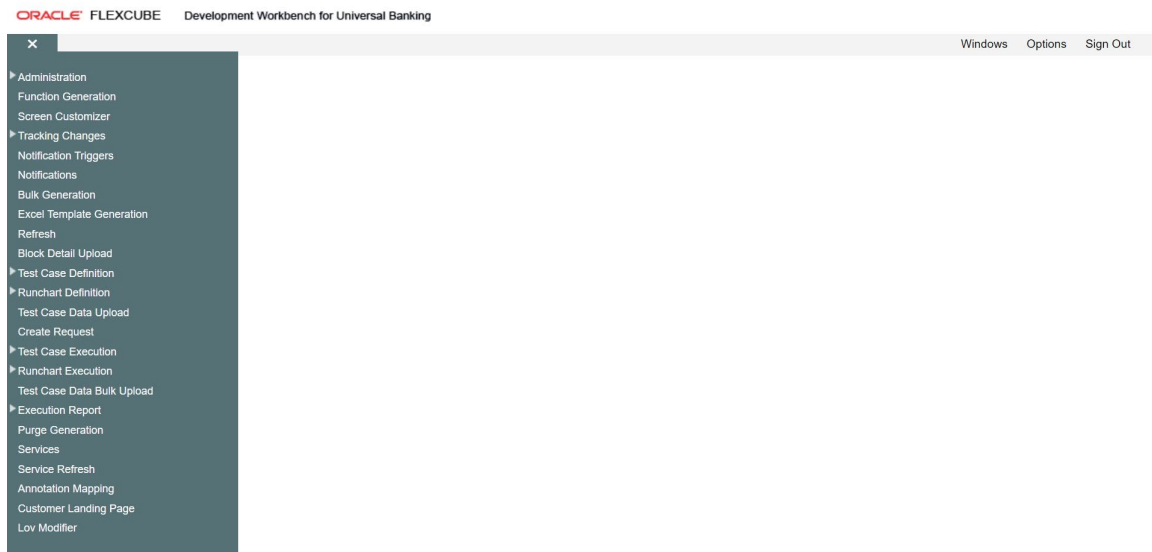 ORACLE FLEXCUBE Development Workbench for Universal Banking
Windows Options Sign Out
Administration
Function Generation
Screen Customizer
Tracking Changes
Notification Triggers
Notifications
Bulk Generation
Excel Template Generation
Refresh
Block Detail Upload
Test Case Definition
Runchart Definition
Test Case Data Upload
Create Request
Test Case Execution
Runchart Execution
Test Case Data Bulk Upload
Execution Report
Purge Generation
Services
Service Refresh
Annotation Mapping
Customer Landing Page
Lov Modifier